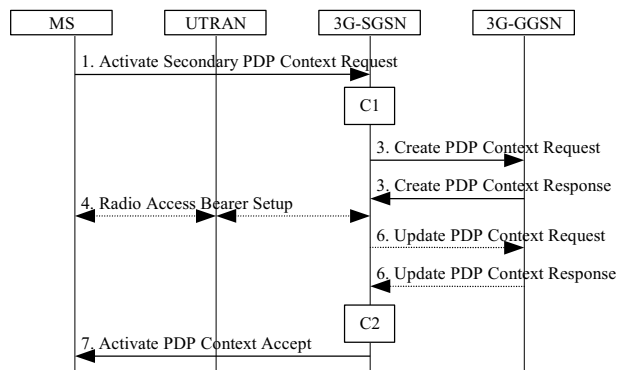 MS UTRAN 3G-SGSN 3G-GGSN
1. Activate Secondary PDP Context Request
C1
3. Create PDP Context Request
3. Create PDP Context Response
4. Radio Access Bearer Setup
6. Update PDP Context Request
6. Update PDP Context Response
C2
7. Activate PDP Context Accept